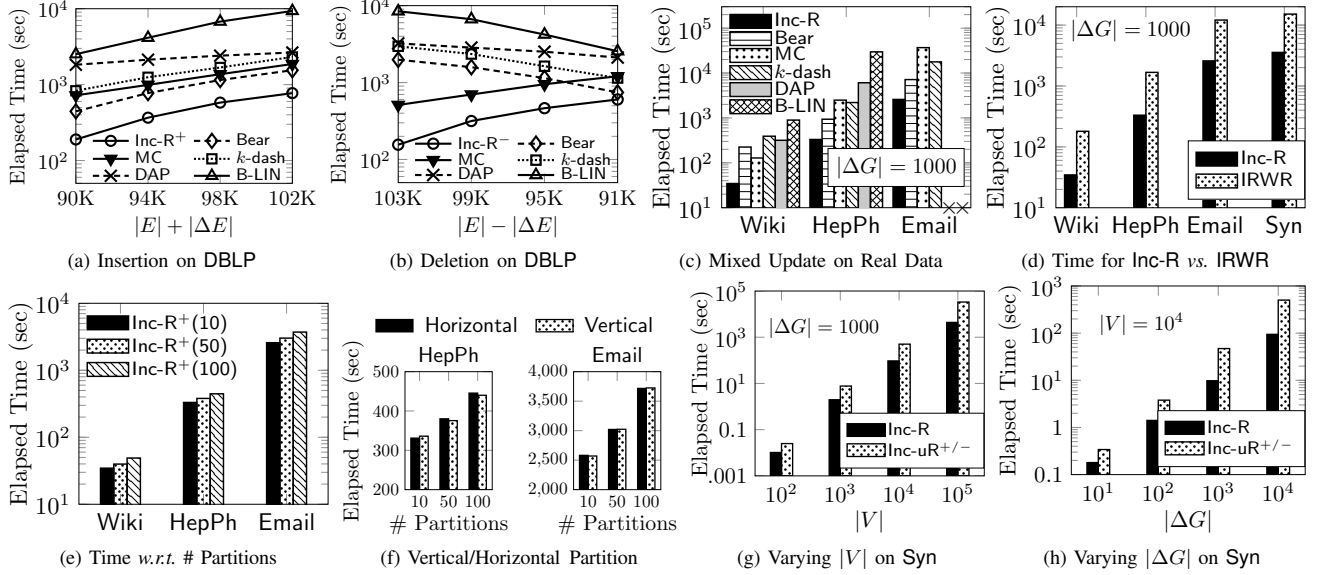 Elapsed Time (sec)
10^4
10^3
10^2
Inc-R+
MC
DAP
Bear
k-dash
B-LIN
90K 94K 98K 102K
|E| + |ΔE|
(a) Insertion on DBLP
Elapsed Time (sec)
10^4
10^3
10^2
Inc-R−
MC
DAP
Bear
k-dash
B-LIN
103K 99K 95K 91K
|E| − |ΔE|
(b) Deletion on DBLP
Elapsed Time (sec)
10^5
10^4
10^3
10^2
10^1
Inc-R
Bear
MC
k-dash
DAP
B-LIN
|ΔG| = 1000
Wiki HepPh Email
(c) Mixed Update on Real Data
Elapsed Time (sec)
10^4
10^3
10^2
10^1
|ΔG| = 1000
Inc-R
IRWR
Wiki HepPh Email Syn
(d) Time for Inc-R vs. IRWR
Elapsed Time (sec)
10^4
10^3
10^2
10^1
Inc-R+(10)
Inc-R+(50)
Inc-R+(100)
Wiki HepPh Email
(e) Time w.r.t. # Partitions
Horizontal Vertical
HepPh
Elapsed Time (sec)
500
400
300
200
10 50 100
# Partitions
Email
4,000
3,500
3,000
2,500
2,000
10 50 100
# Partitions
(f) Vertical/Horizontal Partition
Elapsed Time (sec)
10^5
10^3
10^1
0.1
.001
|ΔG| = 1000
Inc-R
Inc-uR+/−
10^2 10^3 10^4 10^5
|V|
(g) Varying |V| on Syn
Elapsed Time (sec)
10^3
10^2
10^1
1
0.1
|V| = 10^4
Inc-R
Inc-uR+/−
10^1 10^2 10^3 10^4
|ΔG|
(h) Varying |ΔG| on Syn